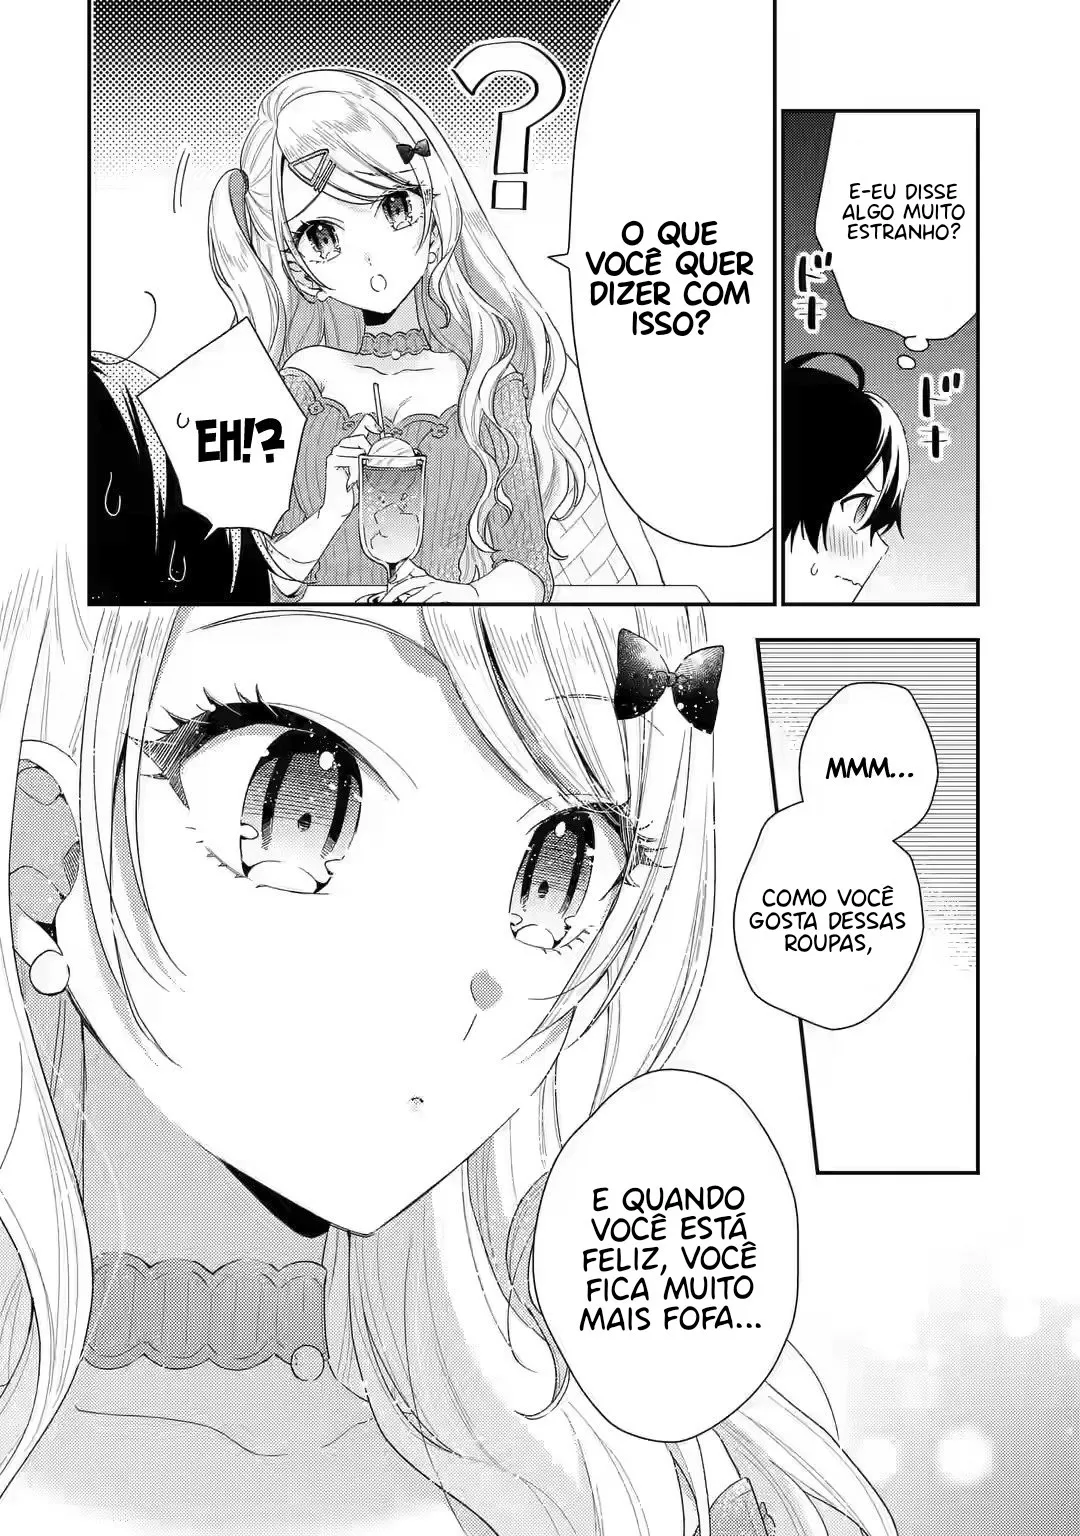 ?
O QUE
VOCÊ QUER
DIZER COM
ISSO?
EH!?
E-EU DISSE
ALGO MUITO
ESTRANHO?
ドキ
ドキ
MMM...
COMO VOCÊ
GOSTA DESSAS
ROUPAS,
E QUANDO
VOCÊ ESTÁ
FELIZ, VOCÊ
FICA MUITO
MAIS FOFA...